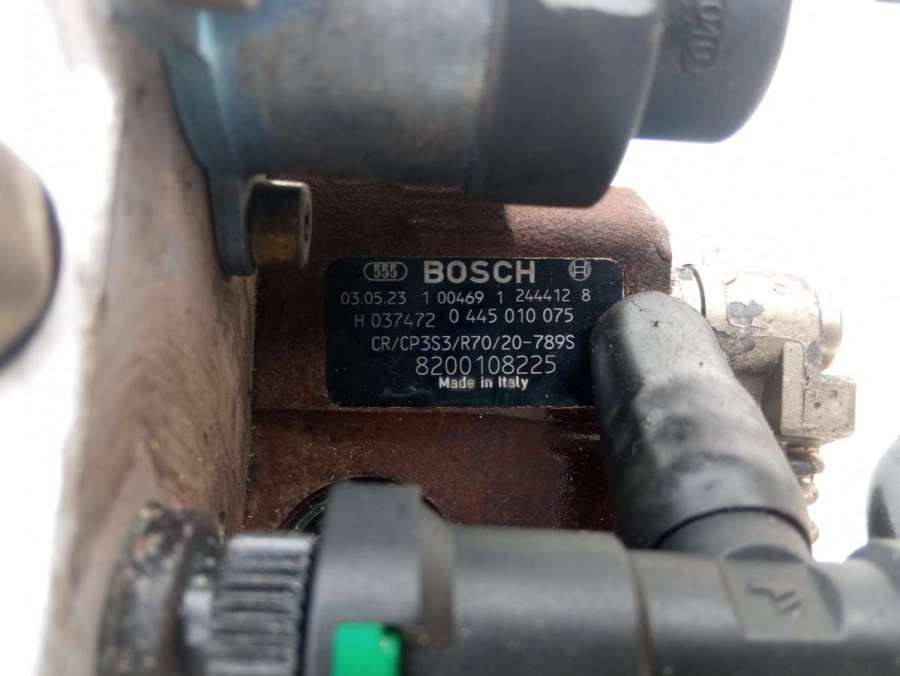 555 BOSCH
03.05.23 1 00469 1 244412 8
H 037472 0 445 010 075
CR/CP3S3/R70/20-789S
8200108225
Made in Italy